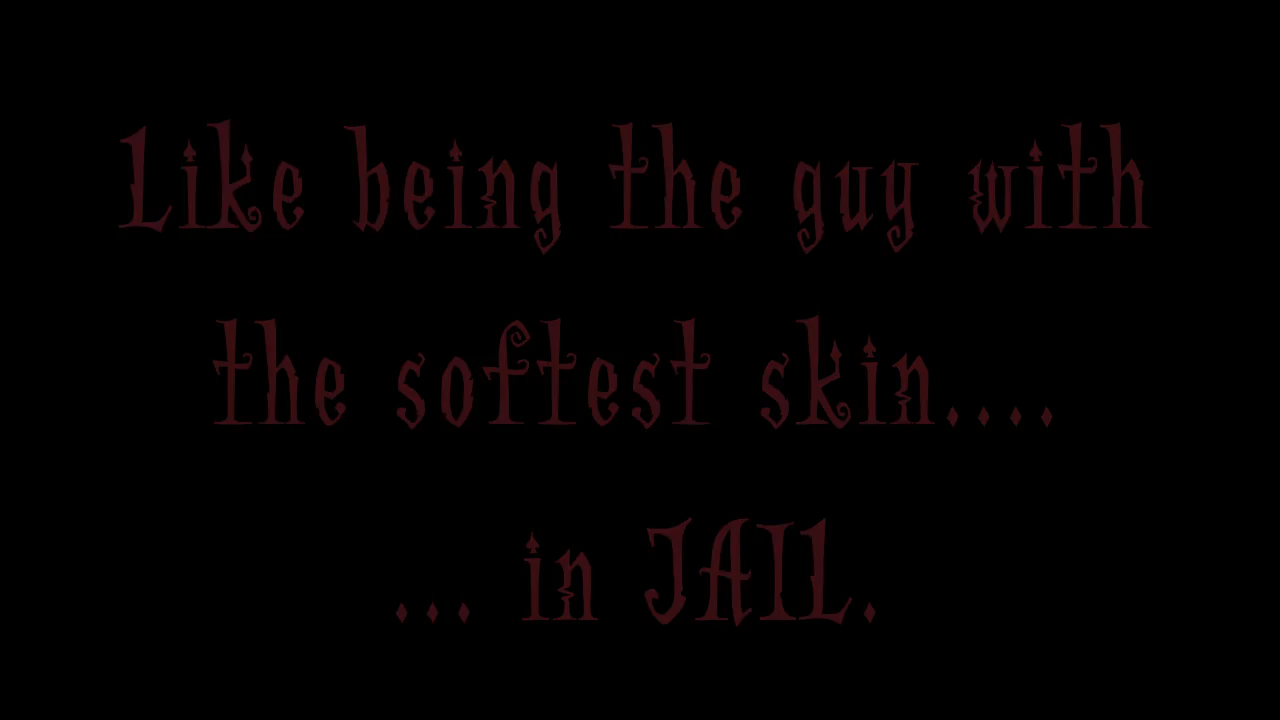 Like being the guy with
the softest skin....
... in JAIL.